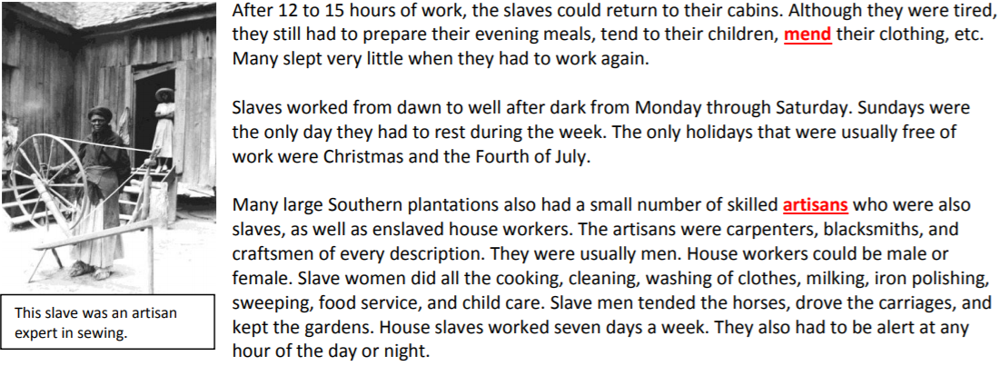 After 12 to 15 hours of work, the slaves could return to their cabins. Although they were tired,
they still had to prepare their evening meals, tend to their children, mend their clothing, etc.
Many slept very little when they had to work again.
Slaves worked from dawn to well after dark from Monday through Saturday. Sundays were
the only day they had to rest during the week. The only holidays that were usually free of
work were Christmas and the Fourth of July.
Many large Southern plantations also had a small number of skilled artisans who were also
slaves, as well as enslaved house workers. The artisans were carpenters, blacksmiths, and
craftsmen of every description. They were usually men. House workers could be male or
female. Slave women did all the cooking, cleaning, washing of clothes, milking, iron polishing,
sweeping, food service, and child care. Slave men tended the horses, drove the carriages, and
kept the gardens. House slaves worked seven days a week. They also had to be alert at any
hour of the day or night.
This slave was an artisan
expert in sewing.